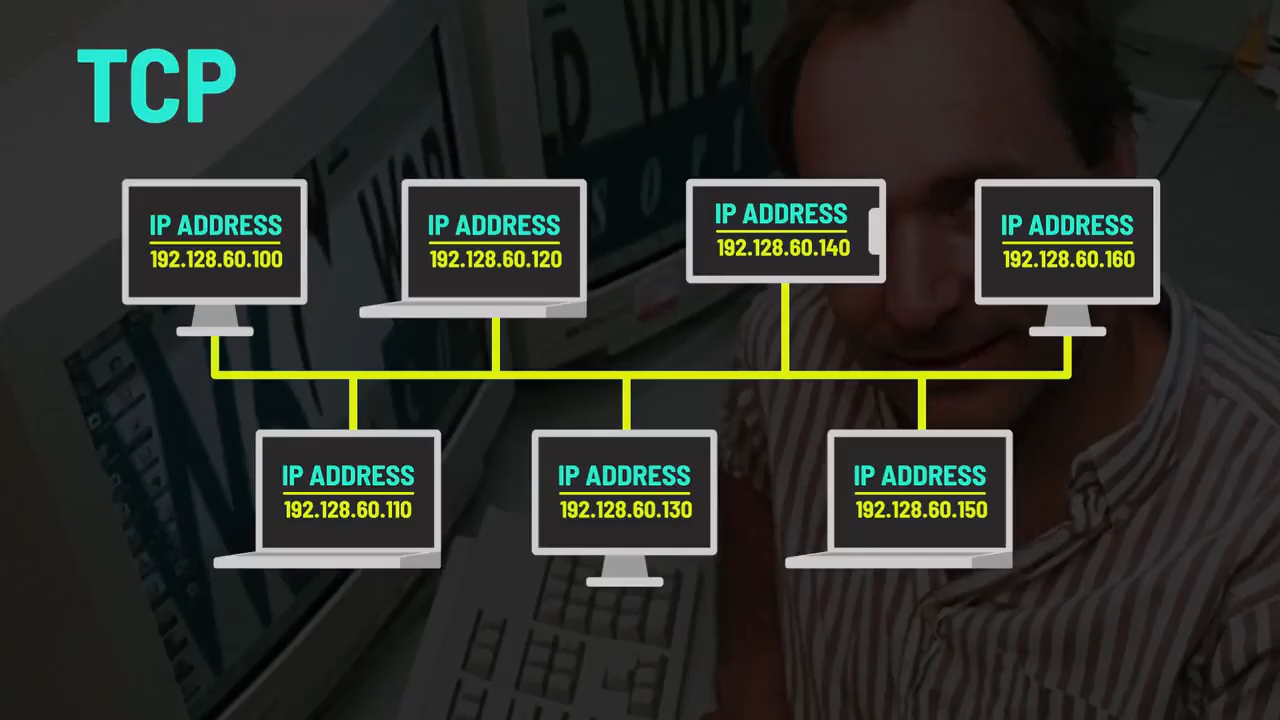 TCP
D WIDE
SOFT
IP ADDRESS
192.128.60.100
IP ADDRESS
192.128.60.120
IP ADDRESS
192.128.60.140
IP ADDRESS
192.128.60.160
IP ADDRESS
192.128.60.110
IP ADDRESS
192.128.60.130
IP ADDRESS
192.128.60.150